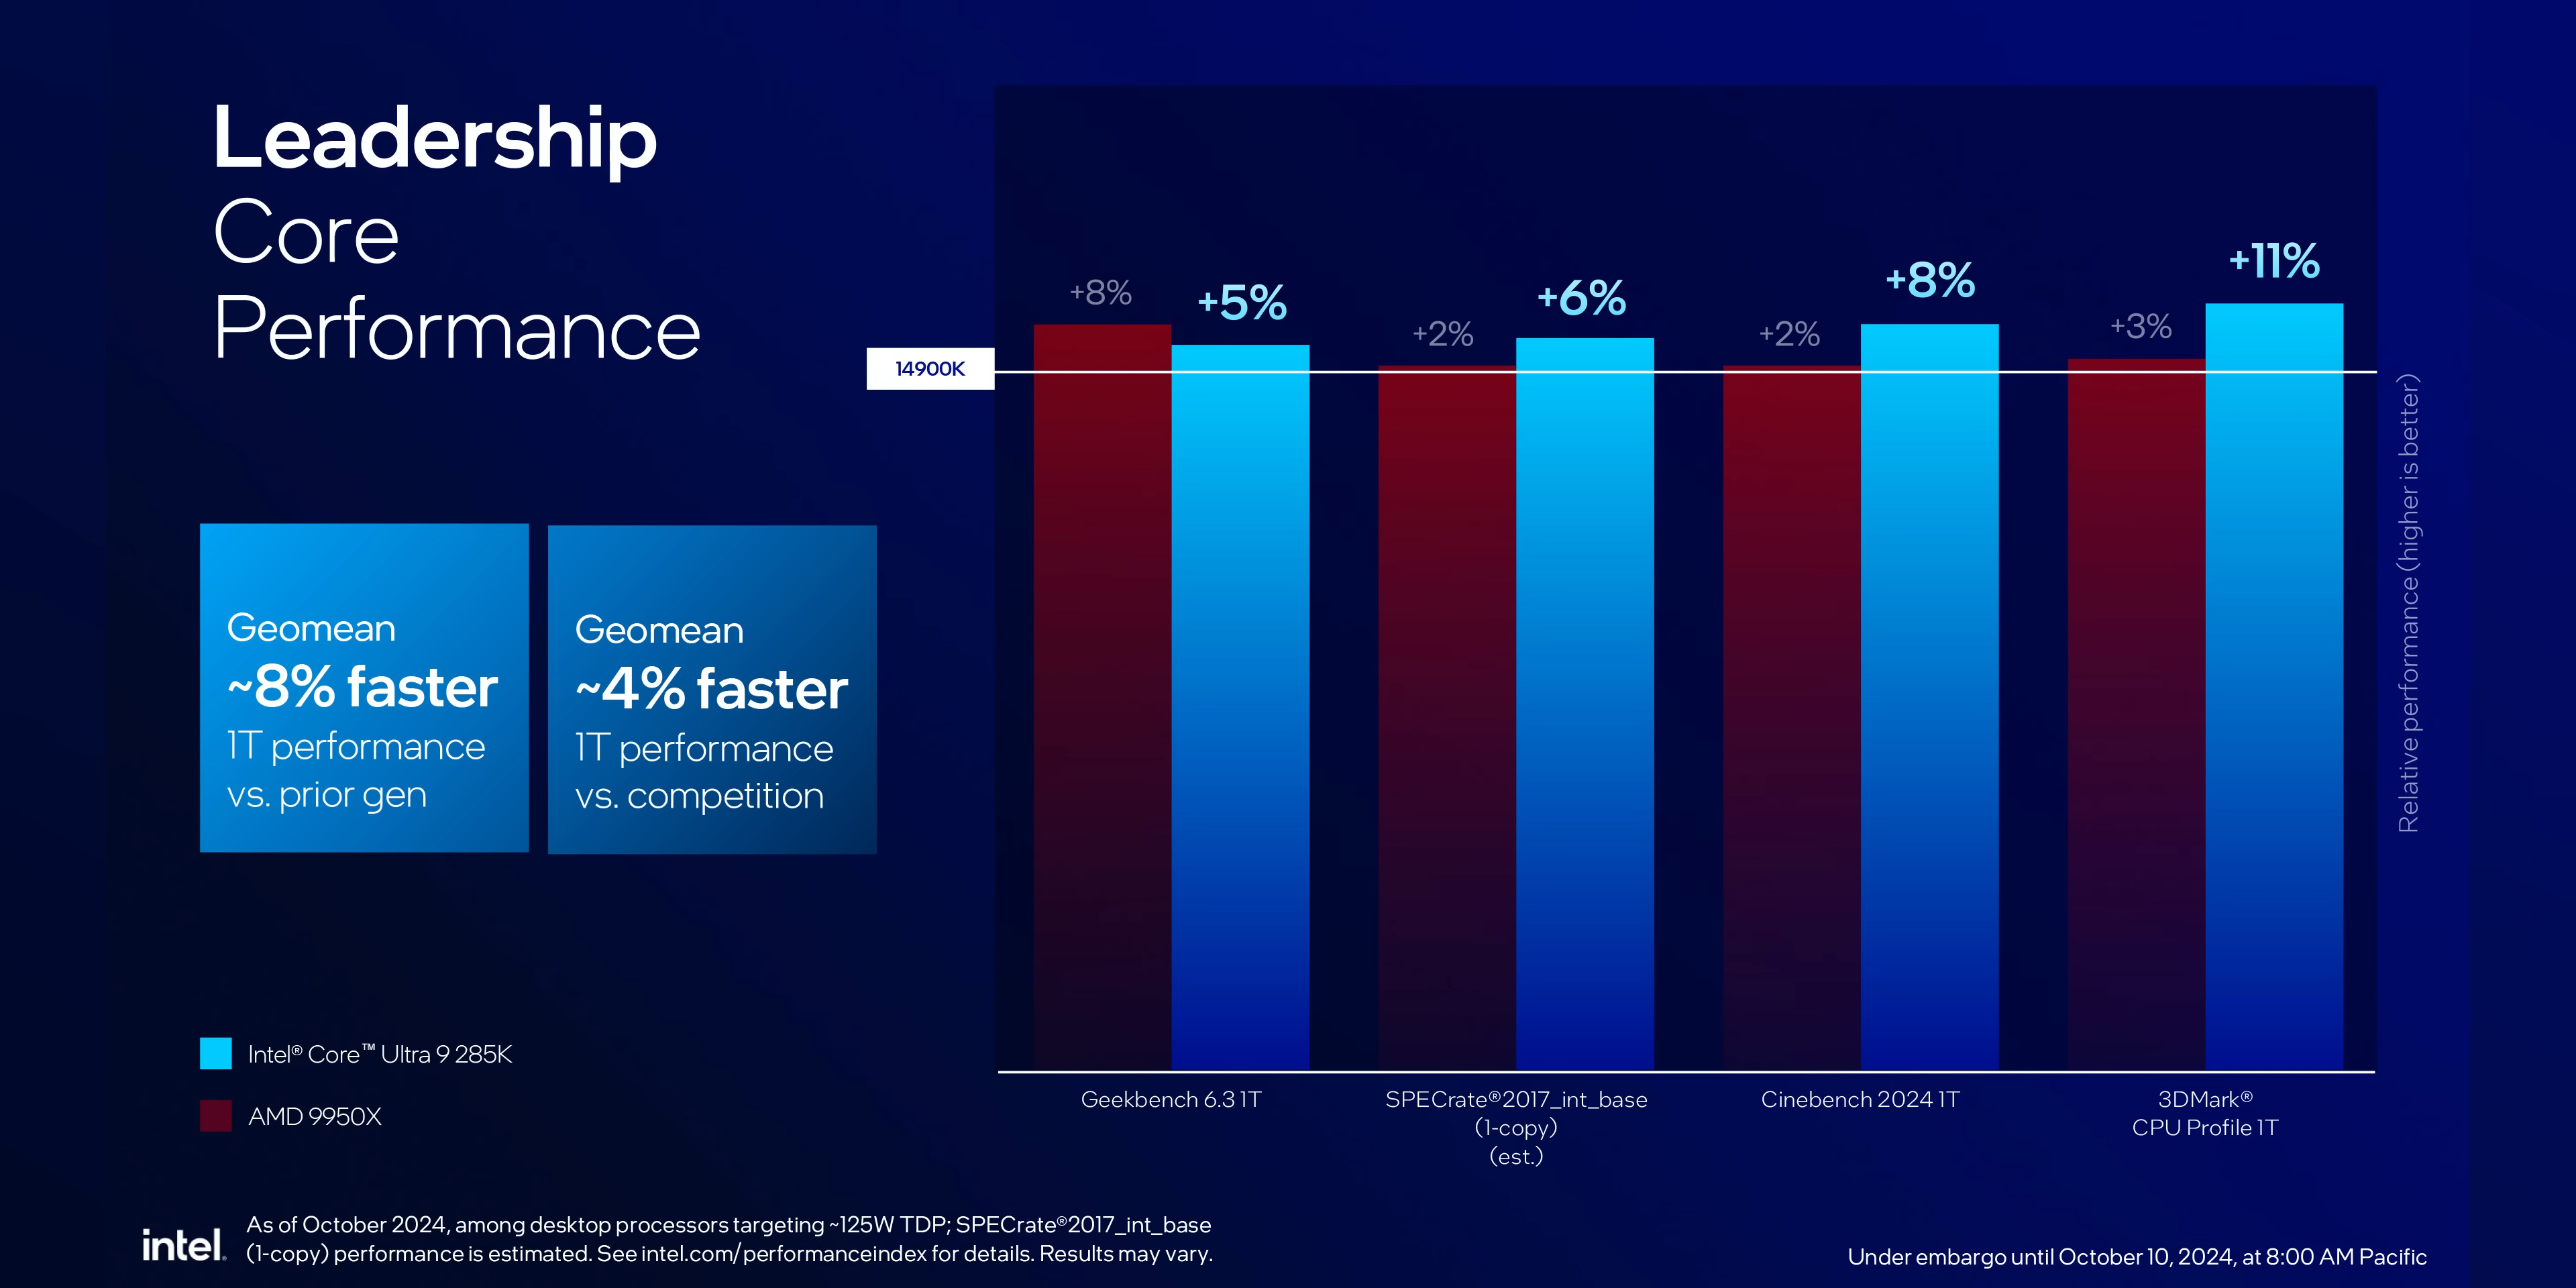 Leadership
Core
Performance
Geomean
~8% faster
1T performance
vs. prior gen
Geomean
~4% faster
1T performance
vs. competition
Intel® Core™ Ultra 9 285K
AMD 9950X
14900K
+8%
+5%
+2%
+6%
+2%
+8%
+3%
+11%
Relative performance (higher is better)
Geekbench 6.3 1T
SPECrate®2017_int_base
(1-copy)
(est.)
Cinebench 2024 1T
3DMark®
CPU Profile 1T
intel.
As of October 2024, among desktop processors targeting ~125W TDP; SPECrate®2017_int_base
(1-copy) performance is estimated. See intel.com/performanceindex for details. Results may vary.
Under embargo until October 10, 2024, at 8:00 AM Pacific